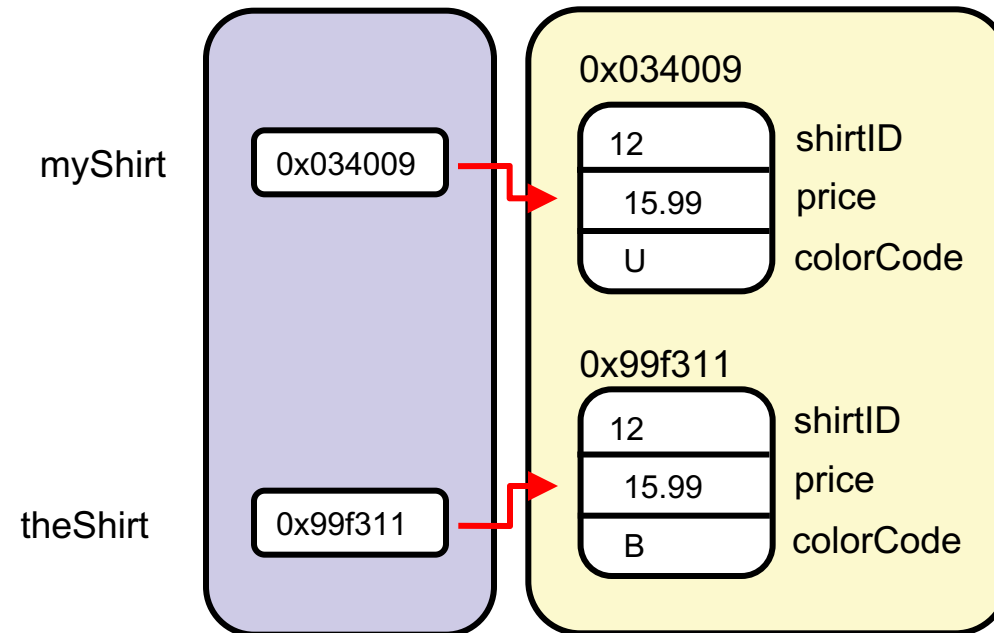 0x034009
myShirt 0x034009 12 shirtID
15.99 price
U colorCode
0x99f311
12 shirtID
15.99 price
theShirt 0x99f311 B colorCode